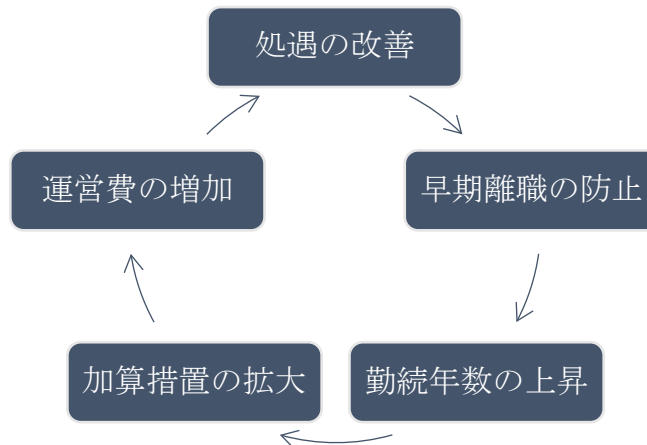 処遇の改善
早期離職の防止
勤続年数の上昇
加算措置の拡大
運営費の増加